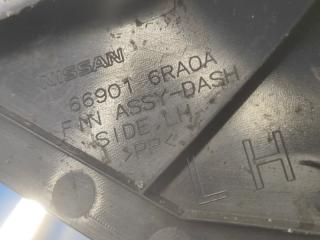 NISSAN
66901 6RA0A
FIN ASSY-DASH
SIDE.LH
>PP<
LH